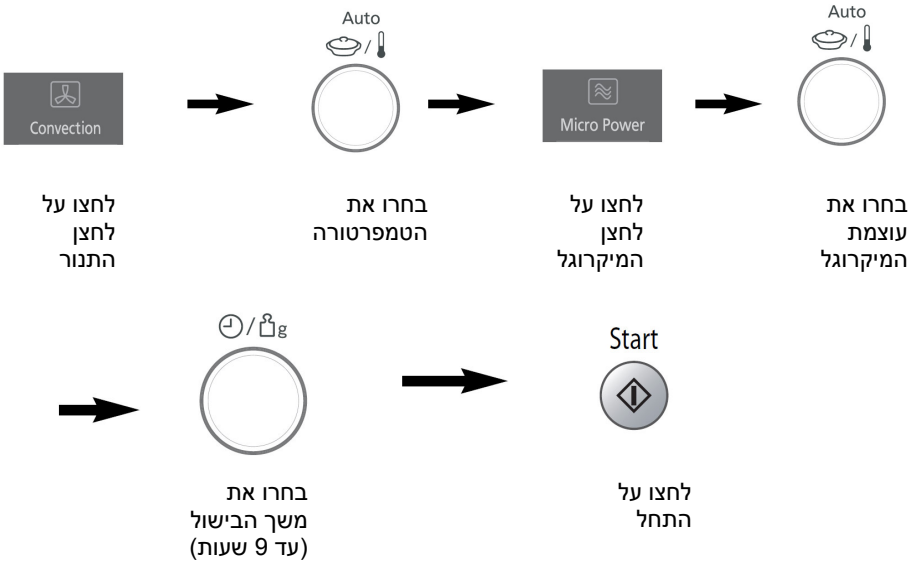 Auto
Auto
Convection
Micro Power
לחצו על
לחצן
התנור
בחרו את
הטמפרטורה
לחצו על
לחצן
המיקרוגל
בחרו את
עוצמת
המיקרוגל
g
Start
בחרו את
משך הבישול
(עד 9 שעות)
לחצו על
התחל